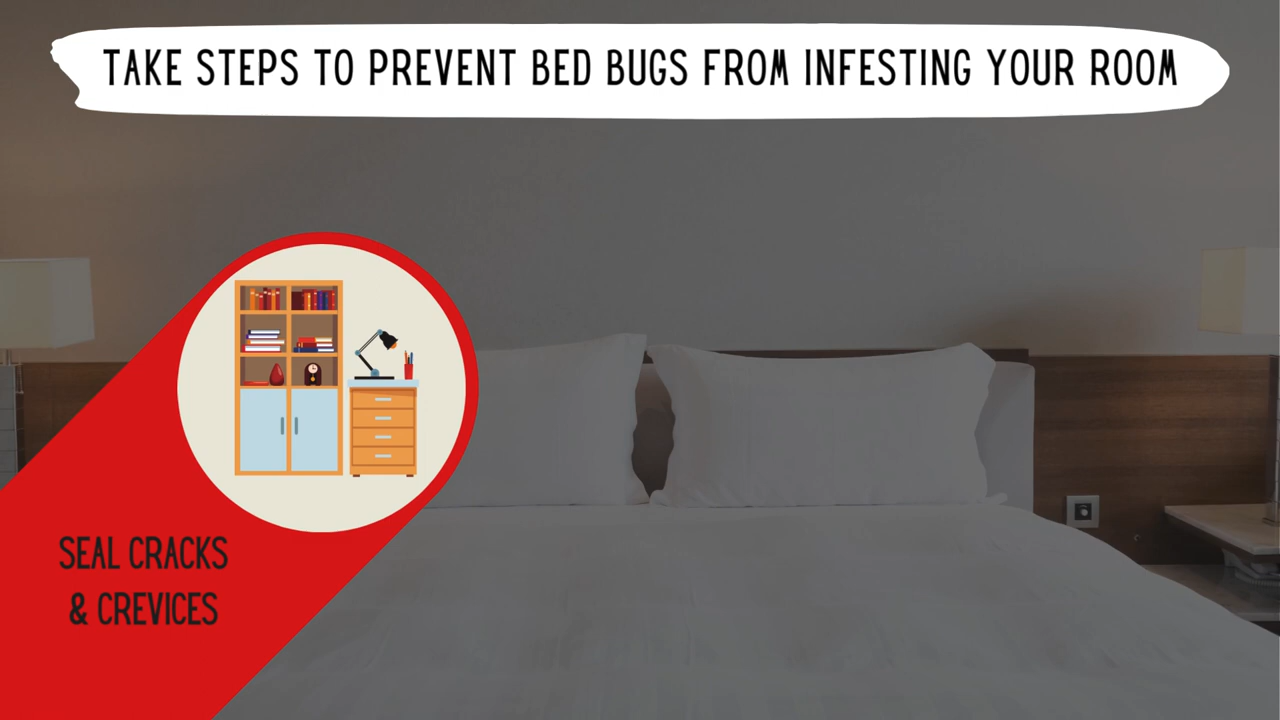 TAKE STEPS TO PREVENT BED BUGS FROM INFESTING YOUR ROOM
SEAL CRACKS
& CREVICES